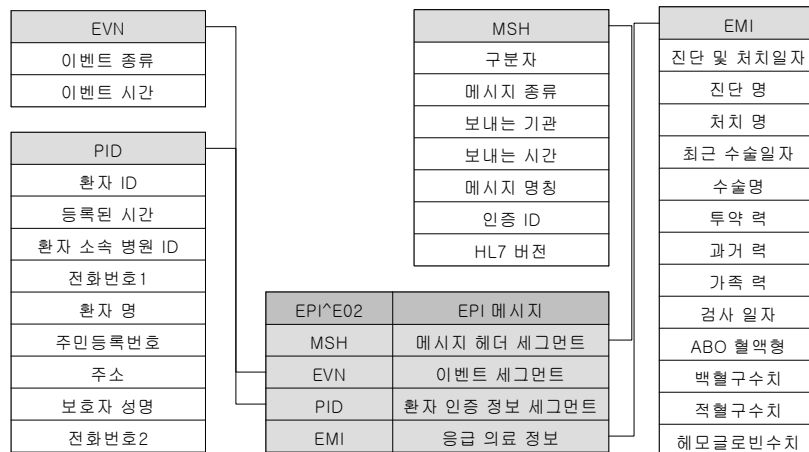 EVN
이벤트 종류
이벤트 시간
PID
환자 ID
등록된 시간
환자 소속 병원 ID
전화번호1
환자 명
주민등록번호
주소
보호자 성명
전화번호2
MSH
구분자
메시지 종류
보내는 기관
보내는 시간
메시지 명칭
인증 ID
HL7 버전
EPI^E02 EPI 메시지
MSH 메시지 헤더 세그먼트
EVN 이벤트 세그먼트
PID 환자 인증 정보 세그먼트
EMI 응급 의료 정보
EMI
진단 및 처치일자
진단 명
처치 명
최근 수술일자
수술명
투약 력
과거 력
가족 력
검사 일자
ABO 혈액형
백혈구수치
적혈구수치
헤모글로빈수치